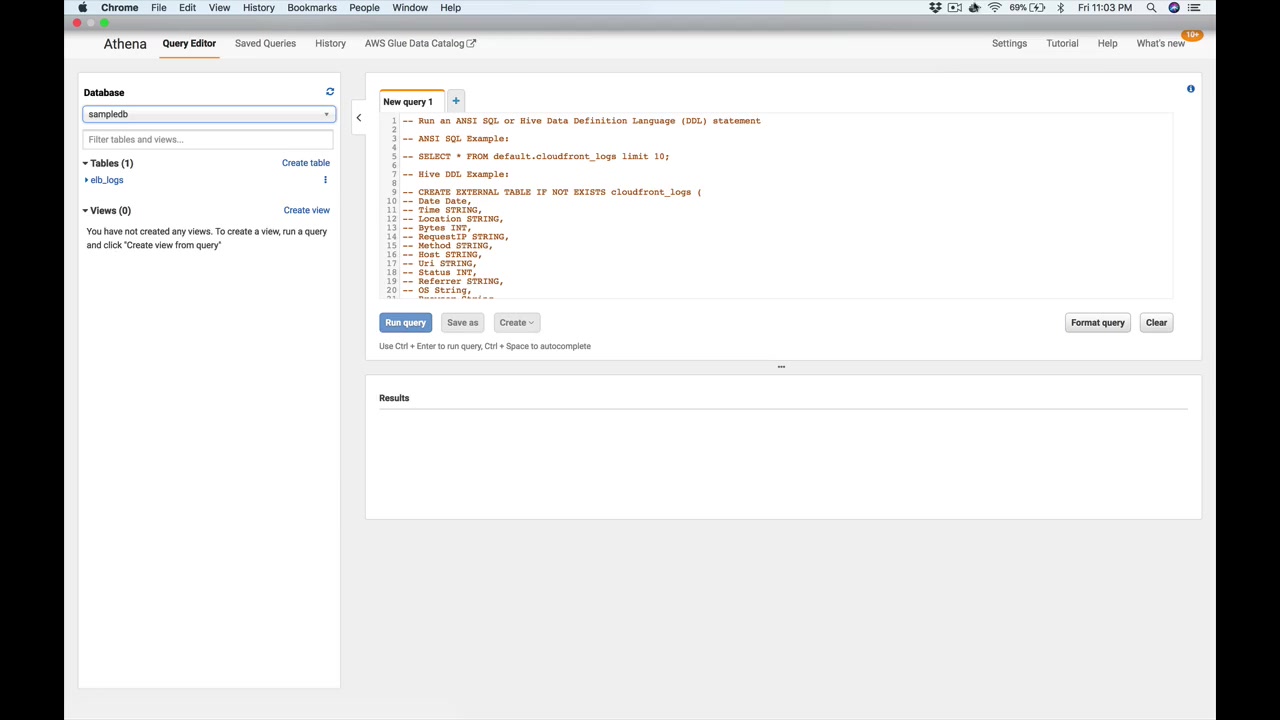 Chrome File Edit View History Bookmarks People Window Help 69% Fri 11:03 PM
Athena Query Editor Saved Queries History AWS Glue Data Catalog Settings Tutorial Help What's new 10+
Database
sampledb
Filter tables and views...
Tables (1) Create table
elb_logs
Views (0) Create view
You have not created any views. To create a view, run a query
and click "Create view from query"
New query 1 +
1 -- Run an ANSI SQL or Hive Data Definition Language (DDL) statement
2
3 -- ANSI SQL Example:
4
5 -- SELECT * FROM default.cloudfront_logs limit 10;
6
7 -- Hive DDL Example:
8
9 -- CREATE EXTERNAL TABLE IF NOT EXISTS cloudfront_logs (
10 -- Date Date,
11 -- Time STRING,
12 -- Location STRING,
13 -- Bytes INT,
14 -- RequestIP STRING,
15 -- Method STRING,
16 -- Host STRING,
17 -- Uri STRING,
18 -- Status INT,
19 -- Referrer STRING,
20 -- OS String,
Run query Save as Create Format query Clear
Use Ctrl + Enter to run query, Ctrl + Space to autocomplete
Results